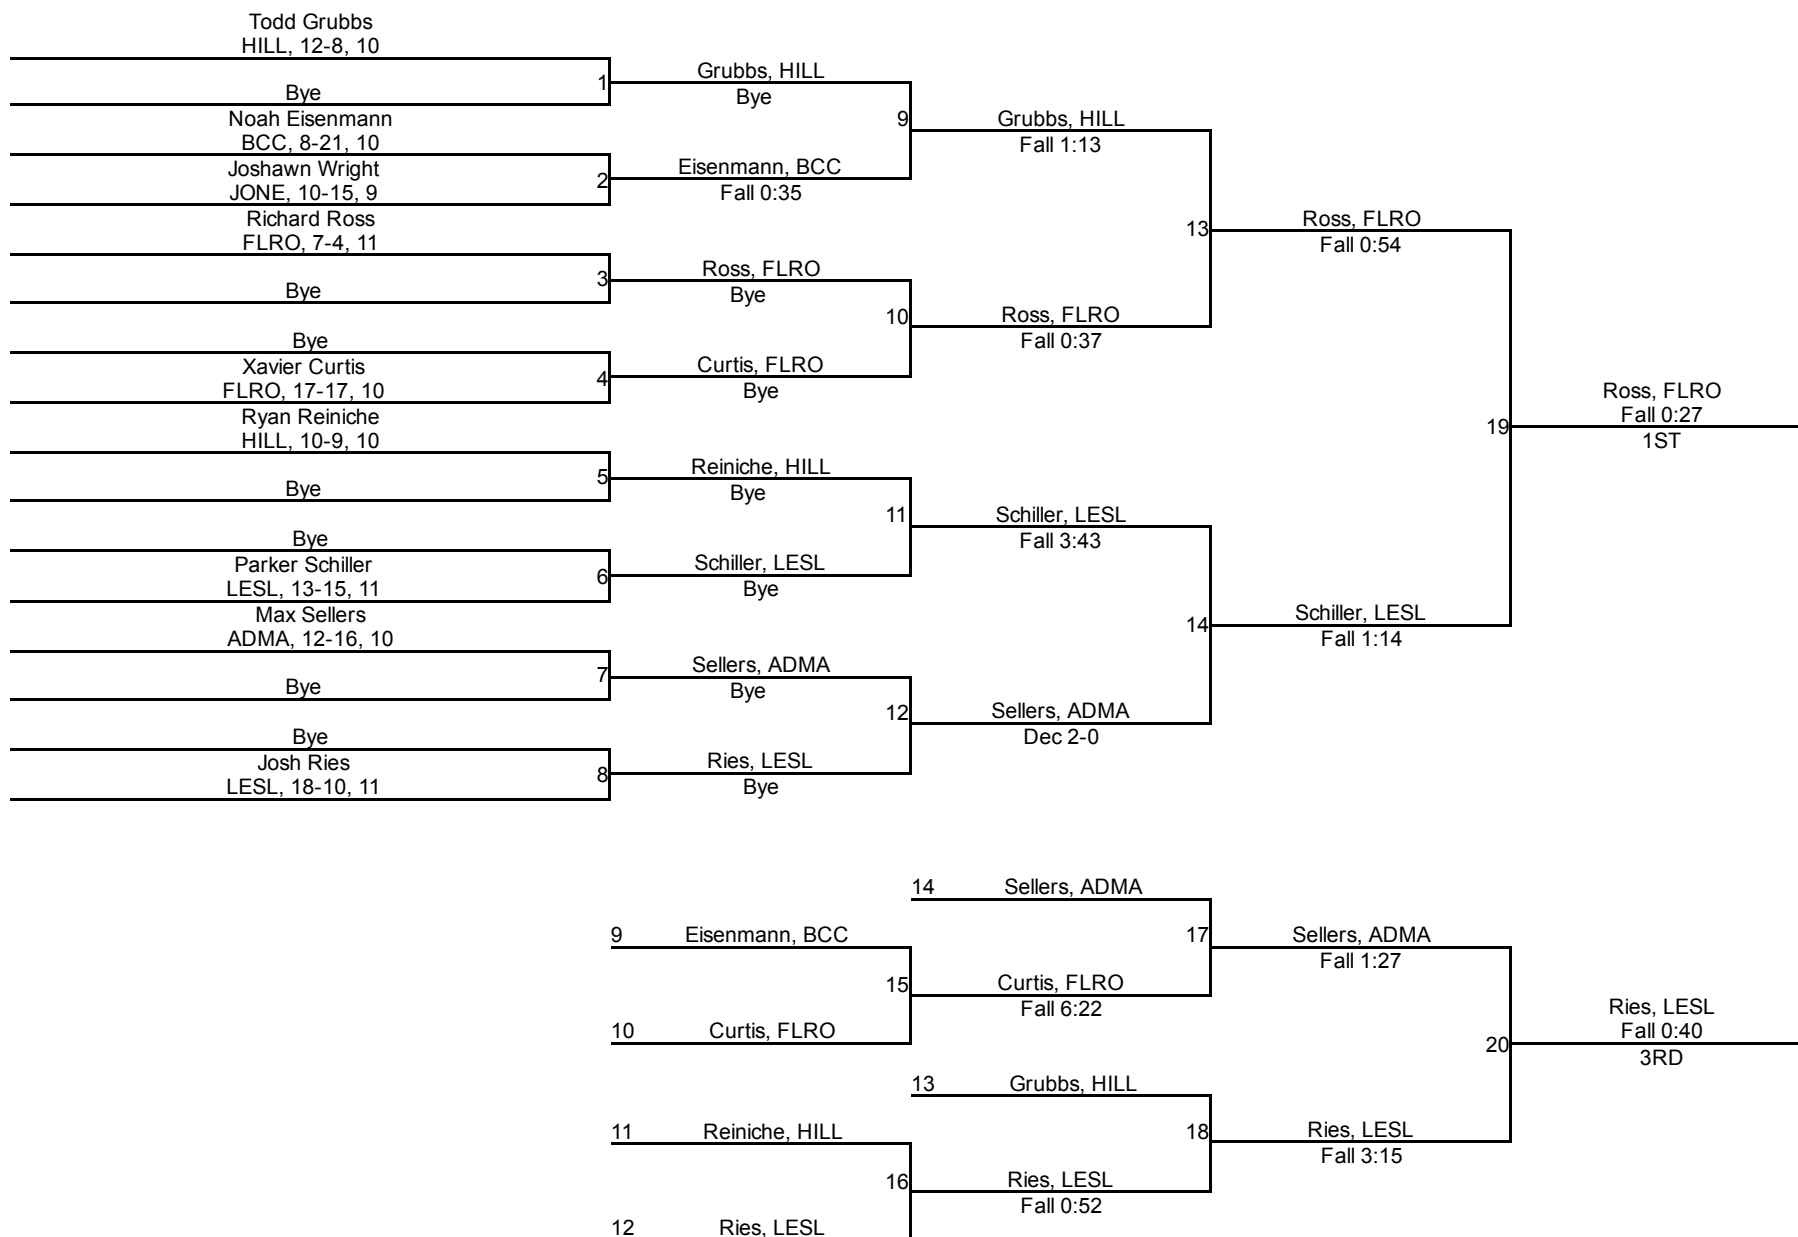 Todd Grubbs
HILL, 12-8, 10
Bye
1
Noah Eisenmann
BCC, 8-21, 10
Joshawn Wright
JONE, 10-15, 9
2
Richard Ross
FLRO, 7-4, 11
Bye
3
Bye
Xavier Curtis
FLRO, 17-17, 10
4
Ryan Reiniche
HILL, 10-9, 10
Bye
5
Bye
Parker Schiller
LESL, 13-15, 11
6
Max Sellers
ADMA, 12-16, 10
Bye
7
Bye
Josh Ries
LESL, 18-10, 11
8
Grubbs, HILL
Bye
9
Eisenmann, BCC
Fall 0:35
Ross, FLRO
Bye
10
Curtis, FLRO
Bye
Reiniche, HILL
Bye
11
Schiller, LESL
Bye
Sellers, ADMA
Bye
12
Ries, LESL
Bye
Grubbs, HILL
Fall 1:13
13
Ross, FLRO
Fall 0:37
Schiller, LESL
Fall 3:43
14
Sellers, ADMA
Dec 2-0
Ross, FLRO
Fall 0:54
19
Schiller, LESL
Fall 1:14
Ross, FLRO
Fall 0:27
1ST
14 Sellers, ADMA
9 Eisenmann, BCC
15
10 Curtis, FLRO
Curtis, FLRO
Fall 6:22
17
13 Grubbs, HILL
11 Reiniche, HILL
16
12 Ries, LESL
Ries, LESL
Fall 0:52
18
Sellers, ADMA
Fall 1:27
20
Ries, LESL
Fall 3:15
Ries, LESL
Fall 0:40
3RD